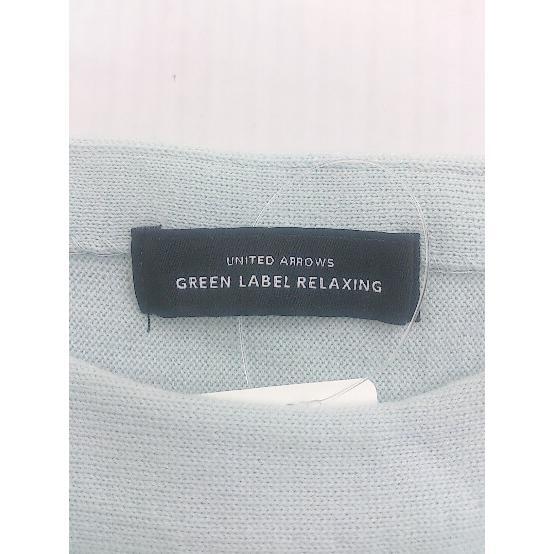 UNITED ARROWS
GREEN LABEL RELAXING